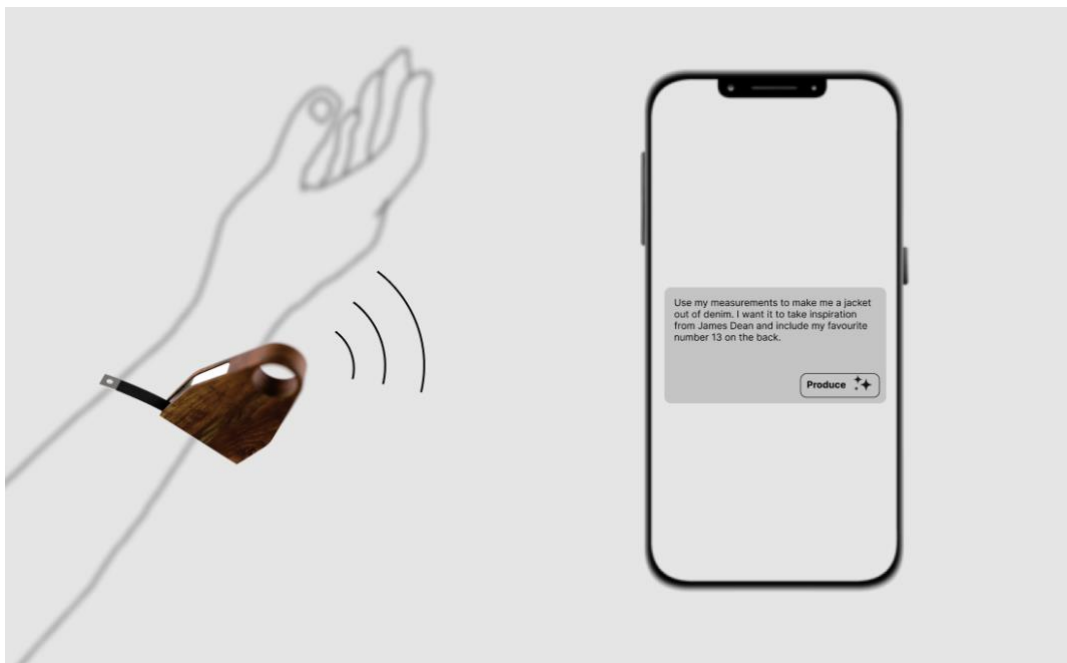 Use my measurements to make me a jacket
out of denim. I want it to take inspiration
from James Dean and include my favourite
number 13 on the back.
Produce